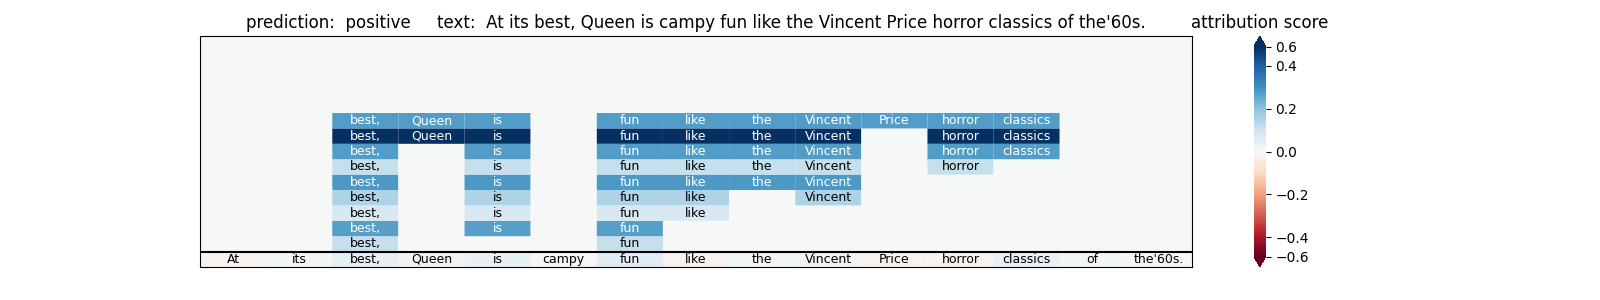 prediction:  positive     text:  At its best, Queen is campy fun like the Vincent Price horror classics of the'60s.     attribution score
best, Queen is fun like the Vincent Price horror classics
best, Queen is fun like the Vincent horror classics
best, is fun like the Vincent horror classics
best, is fun like the Vincent horror
best, is fun like the Vincent
best, is fun like Vincent
best, is fun like
best, is fun
best, fun
At its best, Queen is campy fun like the Vincent Price horror classics of the'60s.
0.6
0.4
0.2
0.0
−0.2
−0.4
−0.6